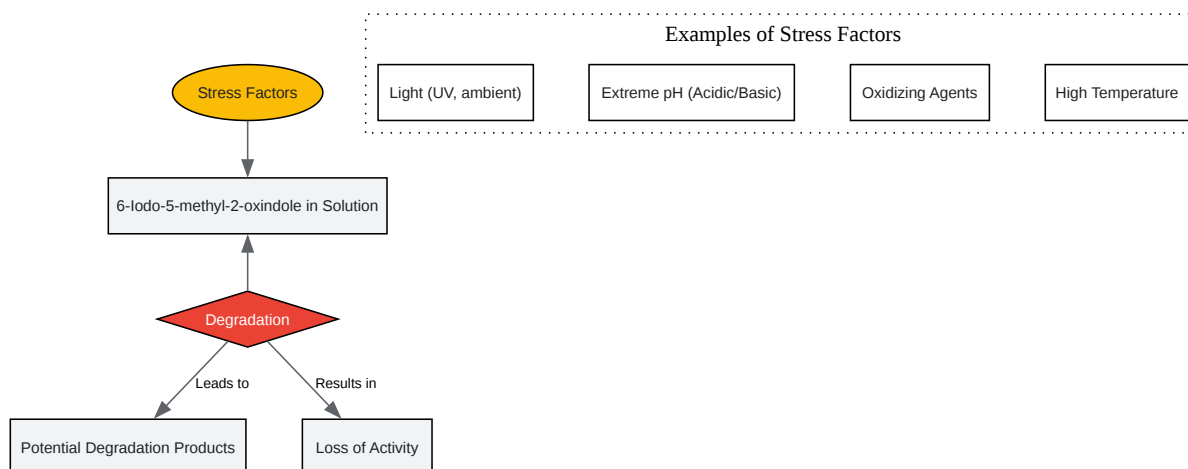 Examples of Stress Factors
Stress Factors
Light (UV, ambient)
Extreme pH (Acidic/Basic)
Oxidizing Agents
High Temperature
6-Iodo-5-methyl-2-oxindole in Solution
Degradation
Leads to
Results in
Potential Degradation Products
Loss of Activity